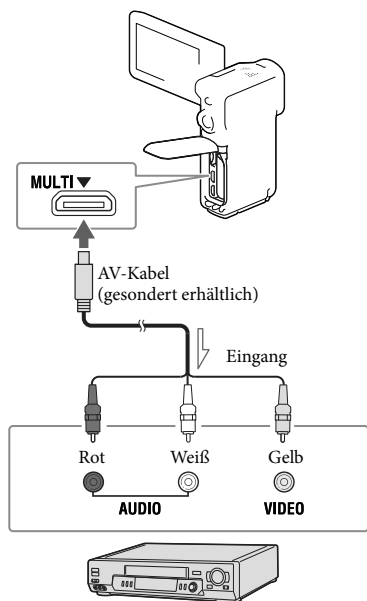 MULTI
AV-Kabel
(gesondert erhältlich)
Eingang
Rot Weiß Gelb
AUDIO VIDEO